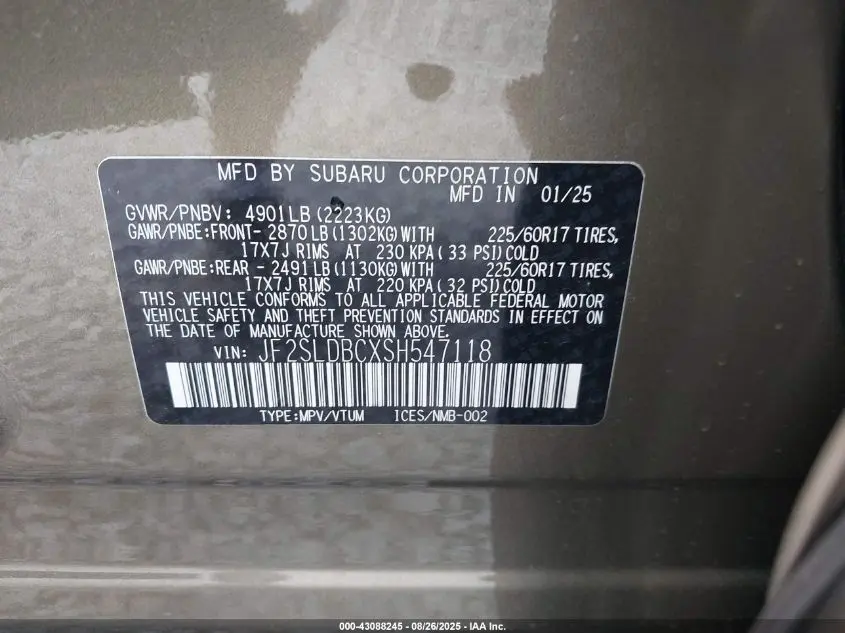 MFD BY SUBARU CORPORATION
MFD IN 01/25
GVWR/PNBV: 4901LB(2223KG)
GAWR/PNBE:FRONT- 2870LB(1302KG)WITH 225/60R17 TIRES,
17X7J RIMS AT 230 KPA(33 PSI)COLD
GAWR/PNBE:REAR - 2491LB(1130KG)WITH 225/60R17 TIRES,
17X7J RIMS AT 220 KPA(32 PSI)COLD
THIS VEHICLE CONFORMS TO ALL APPLICABLE FEDERAL MOTOR
VEHICLE SAFETY AND THEFT PREVENTION STANDARDS IN EFFECT ON
THE DATE OF MANUFACTURE SHOWN ABOVE.
VIN: JF2SLDBCXSH547118
TYPE:MPV/VTUM ICES/NMB-002
000-43088245 - 08/26/2025 - IAA Inc.